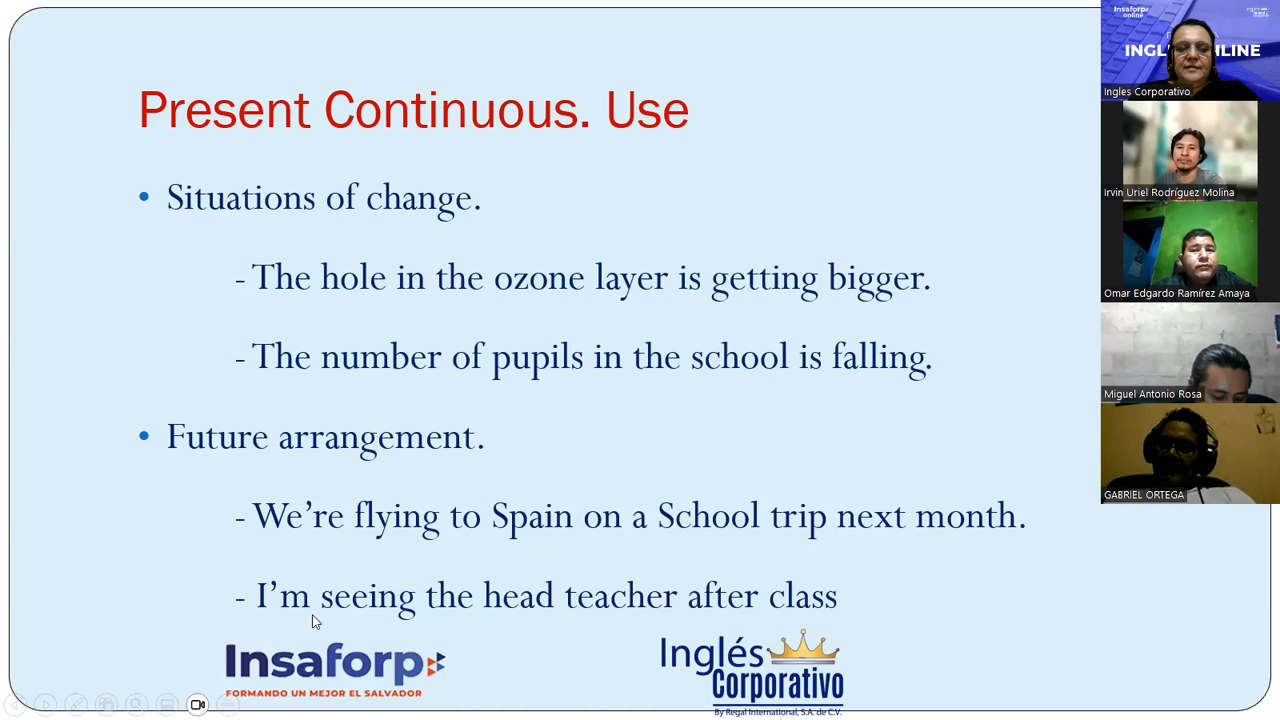 Present Continuous. Use
• Situations of change.
- The hole in the ozone layer is getting bigger.
- The number of pupils in the school is falling.
• Future arrangement.
- We're flying to Spain on a School trip next month.
- I'm seeing the head teacher after class
Insaforp
FORMANDO UN MEJOR EL SALVADOR
Inglés
Corporativo
By Regal International, S.A. de C.V.
Insaforp
online
Ingles Corporativo
Irvin Uriel Rodríguez Molina
Omar Edgardo Ramírez Amaya
Miguel Antonio Rosa
GABRIEL ORTEGA